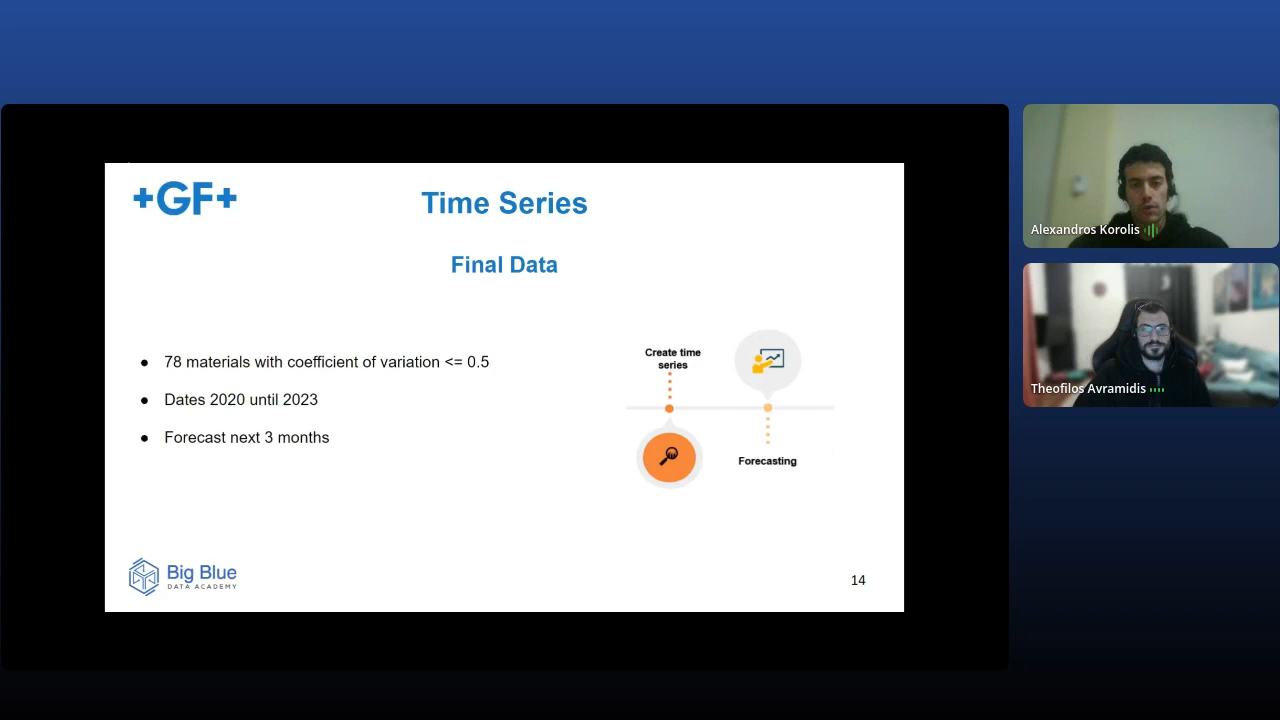 +GF+
Time Series
Final Data
● 78 materials with coefficient of variation <= 0.5
● Dates 2020 until 2023
● Forecast next 3 months
Create time
series
Forecasting
Big Blue
DATA ACADEMY
14
Alexandros Korolis
Theofilos Avramidis